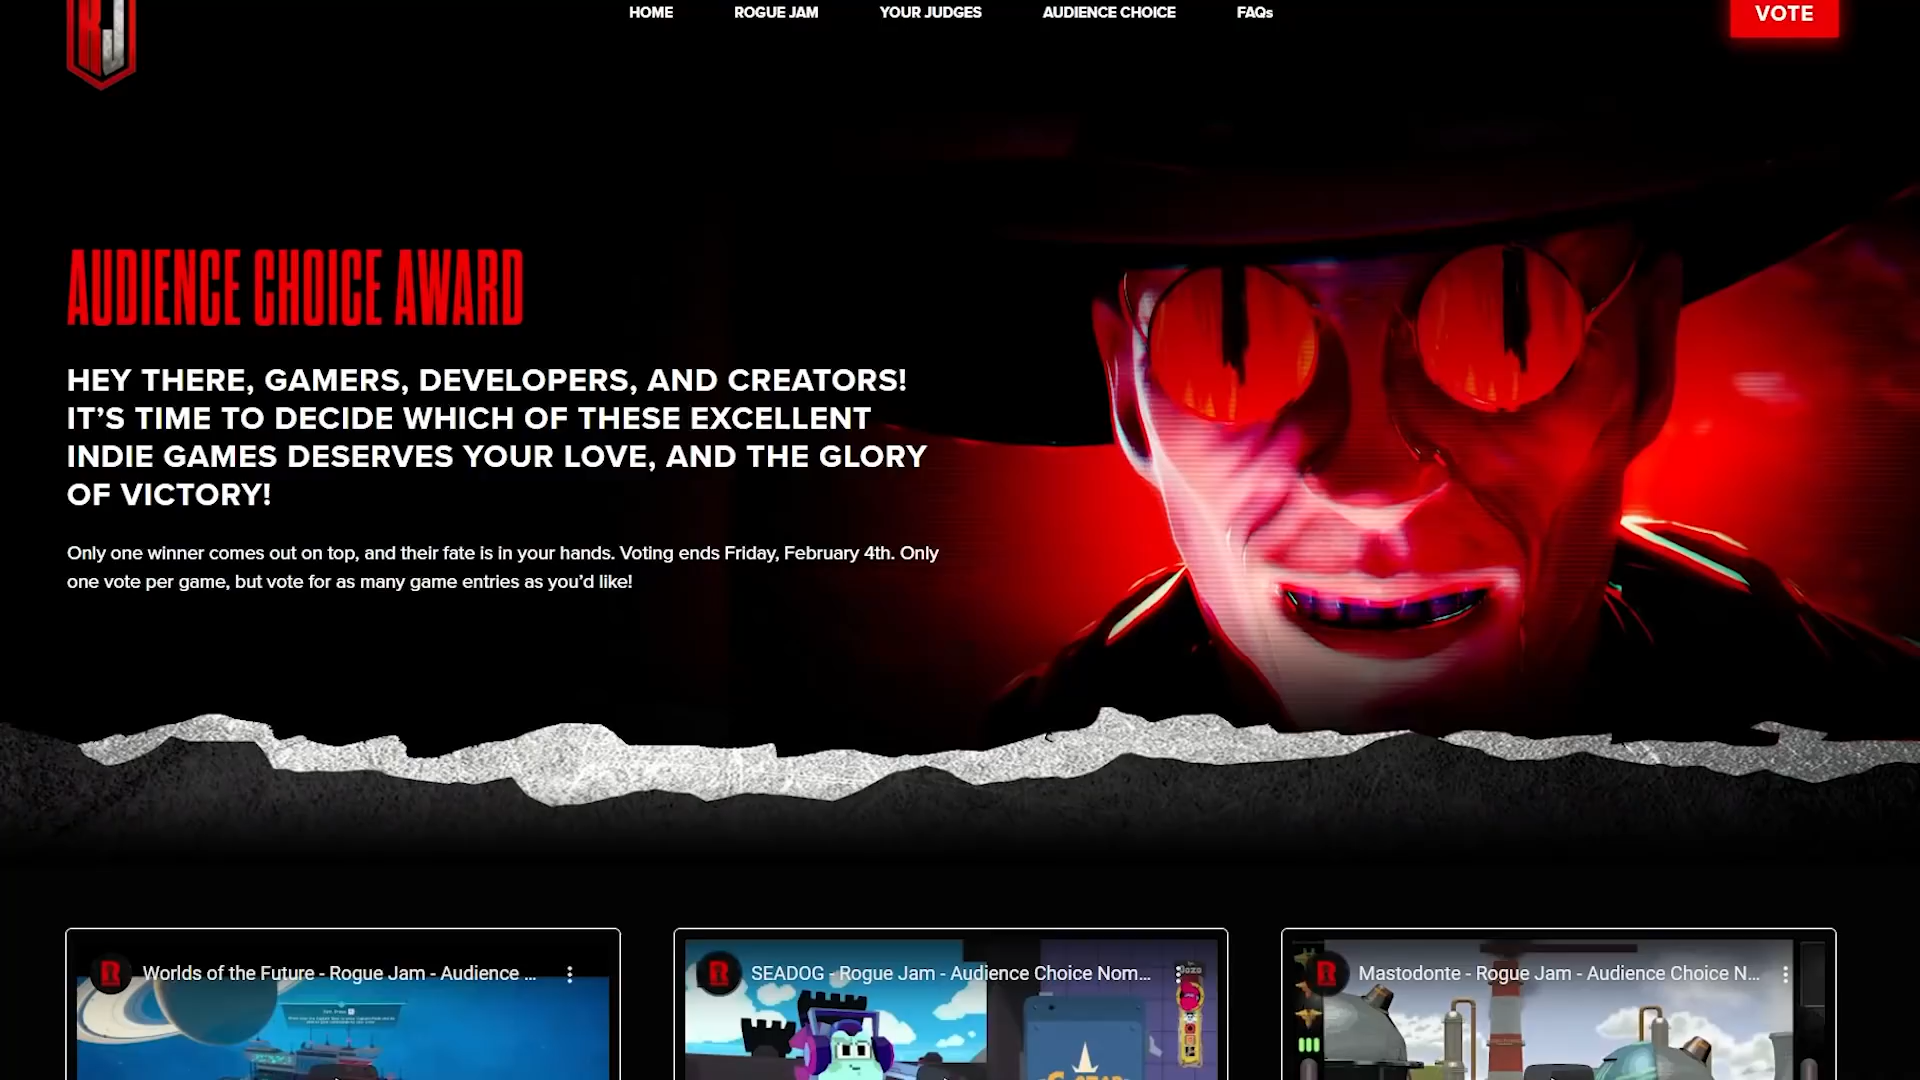 RJ
HOME
ROGUE JAM
YOUR JUDGES
AUDIENCE CHOICE
FAQs
VOTE
AUDIENCE CHOICE AWARD
HEY THERE, GAMERS, DEVELOPERS, AND CREATORS!
IT’S TIME TO DECIDE WHICH OF THESE EXCELLENT
INDIE GAMES DESERVES YOUR LOVE, AND THE GLORY
OF VICTORY!
Only one winner comes out on top, and their fate is in your hands. Voting ends Friday, February 4th. Only
one vote per game, but vote for as many game entries as you’d like!
Worlds of the Future - Rogue Jam - Audience ...
SEADOG - Rogue Jam - Audience Choice Nom...
Mastodonte - Rogue Jam - Audience Choice N...